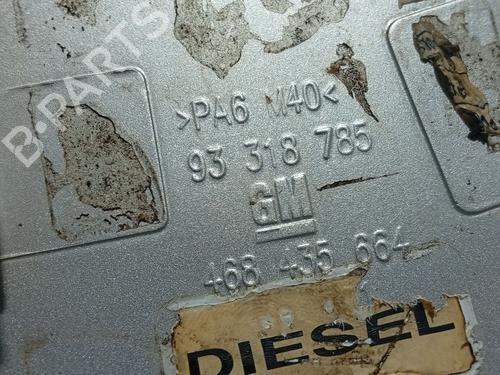 B-PARTS
>PA6 M40<
93 318 785
GM
468 435 664
DIESEL